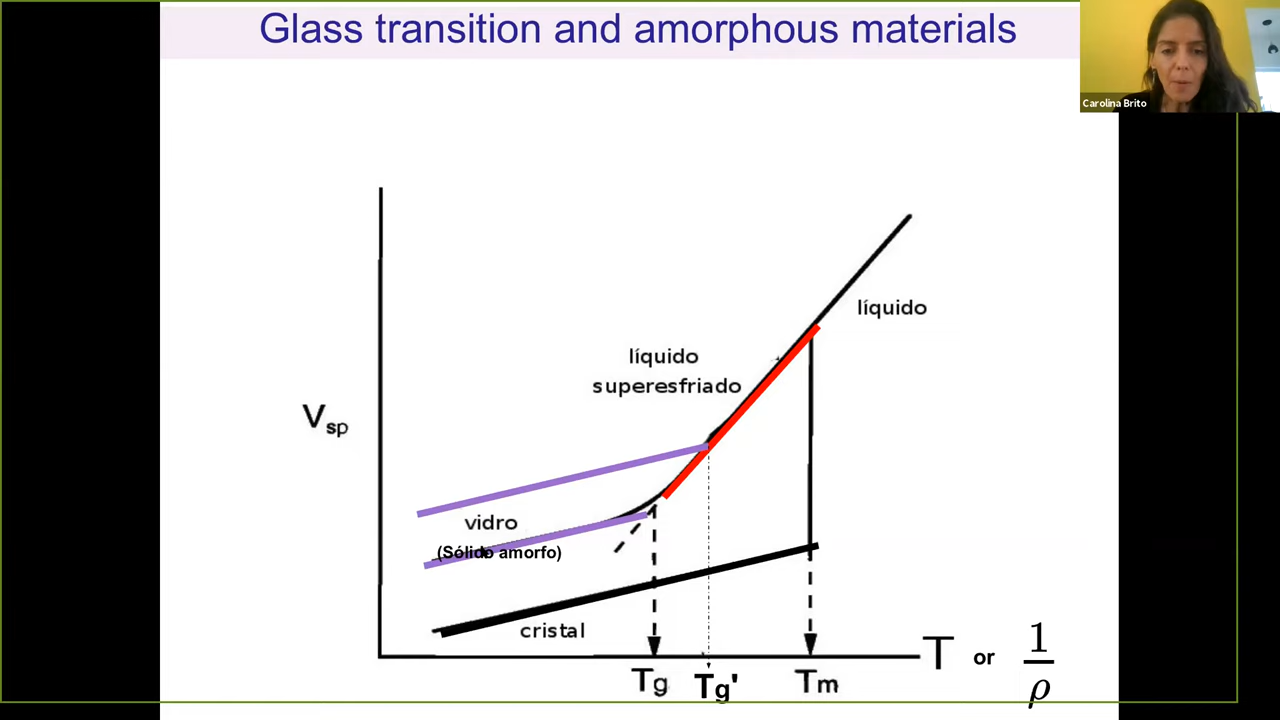 Glass transition and amorphous materials
Carolina Brito
líquido
líquido
superesfriado
Vsp
vidro
(Sólido amorfo)
cristal
T or 1/ρ
Tg Tg' Tm